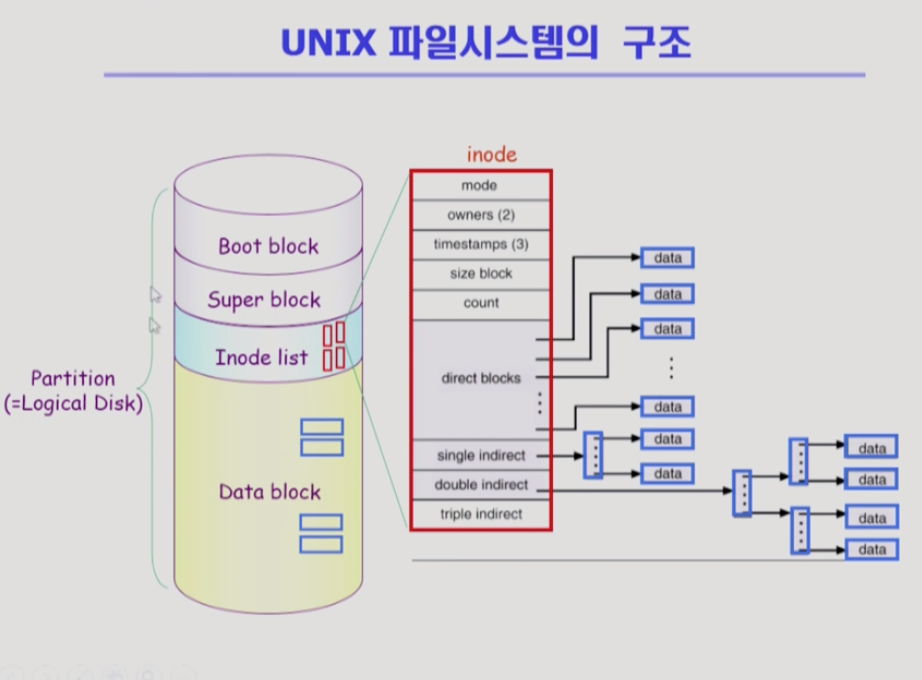 UNIX 파일시스템의 구조
Partition
(=Logical Disk)
Boot block
Super block
Inode list
Data block
inode
mode
owners (2)
timestamps (3)
size block
count
direct blocks
single indirect
double indirect
triple indirect
data
data
data
data
data
data
data
data
data
data